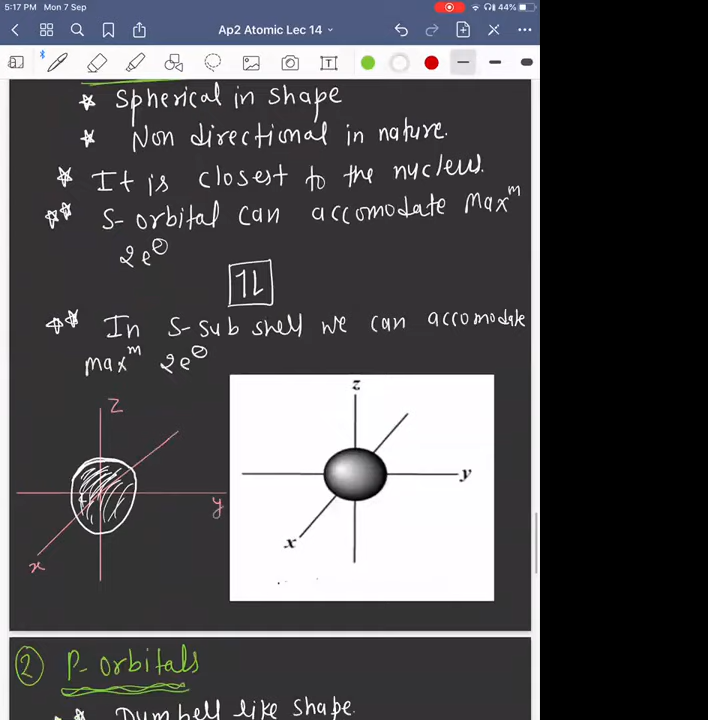 5:17 PM Mon 7 Sep
44%
Ap2 Atomic Lec 14
T
Spherical in shape
Non directional in nature.
It is closest to the nucleus.
S-orbital can accomodate Max^m
2e⊖
1L
In S-sub shell we can accomodate
max^m 2e⊖
z
y
x
z
y
x
2 P-orbitals
Dumbell like shape.